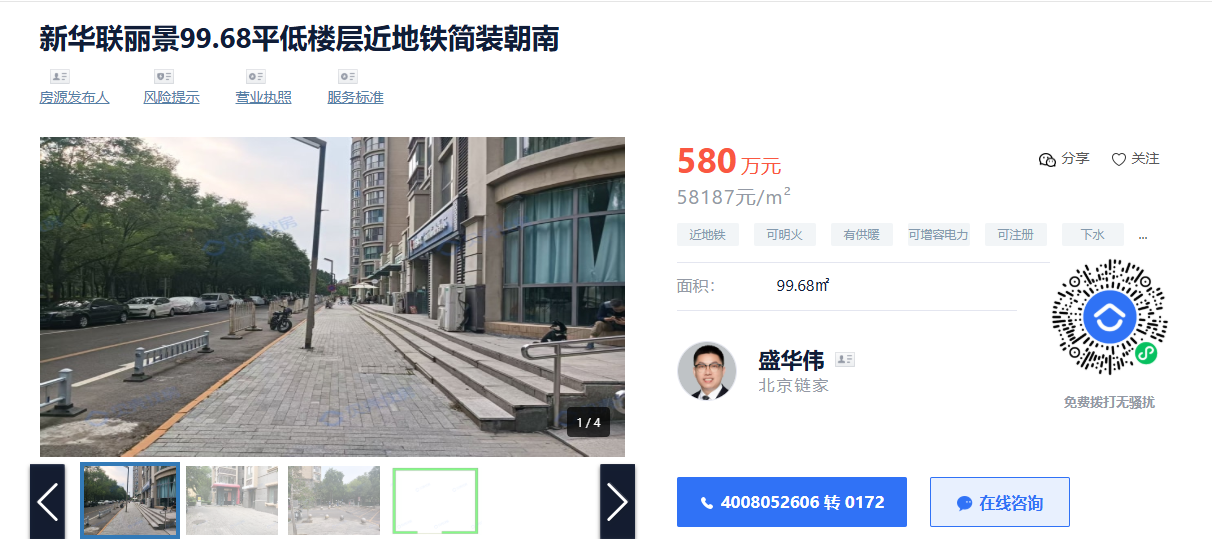 新华联丽景99.68平低楼层近地铁简装朝南
房源发布人 风险提示 营业执照 服务标准
580 万元
分享 关注
58187元/m²
近地铁 可明火 有供暖 可增容电力 可注册 下水 ...
面积: 99.68㎡
盛华伟
北京链家
免费拨打无骚扰
1 / 4
4008052606 转 0172
在线咨询